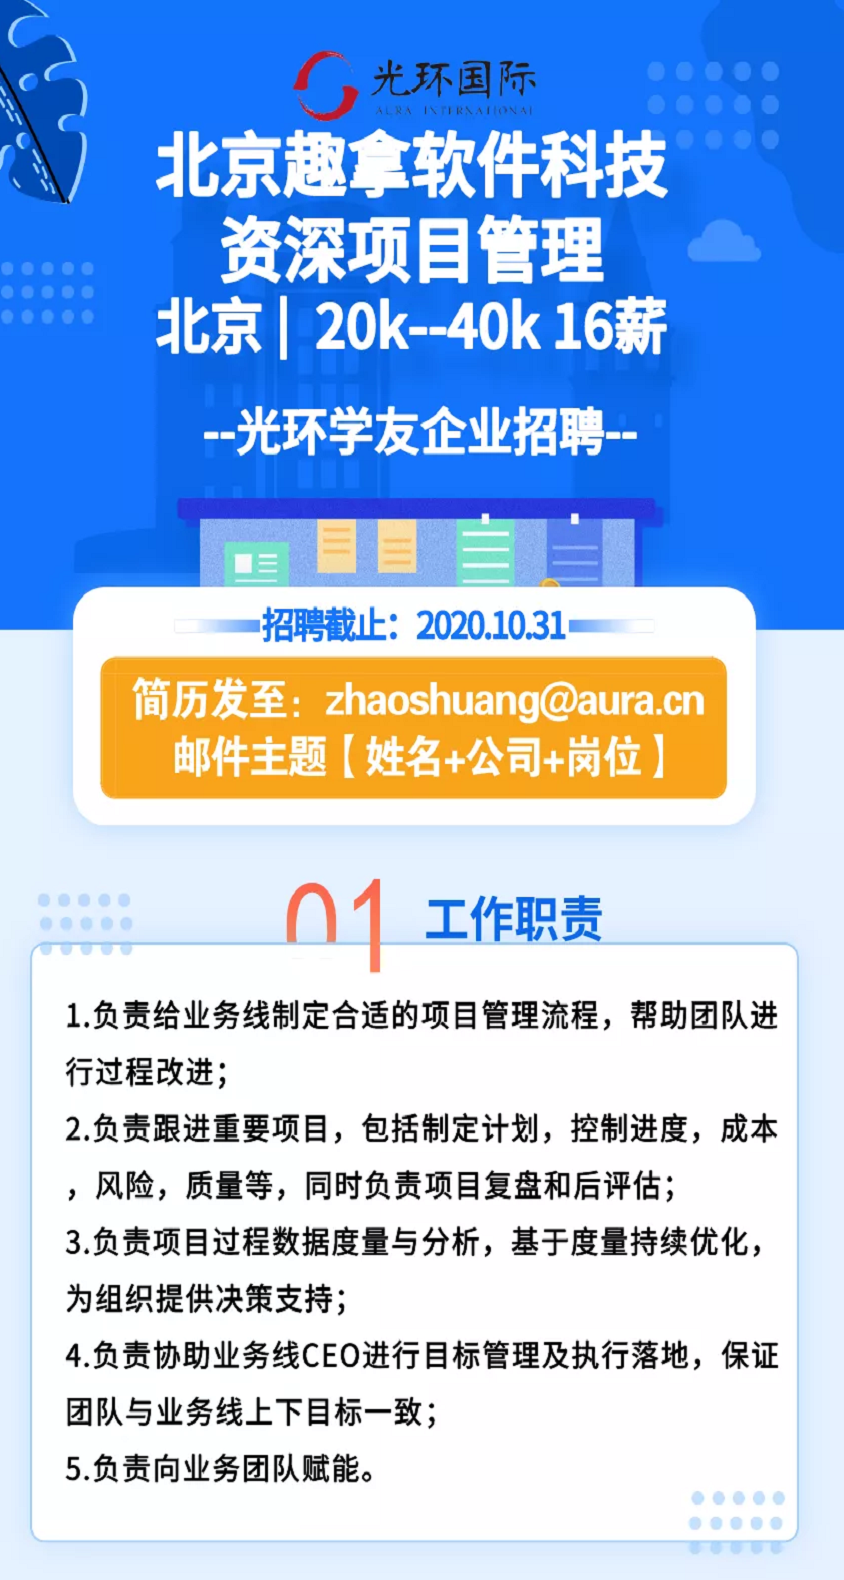 光环国际
AURA INTERNATIONAL
北京趣拿软件科技
资深项目管理
北京| 20k--40k 16薪
--光环学友企业招聘--
招聘截止：2020.10.31
简历发至：zhaoshuang@aura.cn
邮件主题【姓名+公司+岗位】
01 工作职责
1.负责给业务线制定合适的项目管理流程，帮助团队进
行过程改进；
2.负责跟进重要项目，包括制定计划，控制进度，成本
，风险，质量等，同时负责项目复盘和后评估；
3.负责项目过程数据度量与分析，基于度量持续优化，
为组织提供决策支持；
4.负责协助业务线CEO进行目标管理及执行落地，保证
团队与业务线上下目标一致；
5.负责向业务团队赋能。